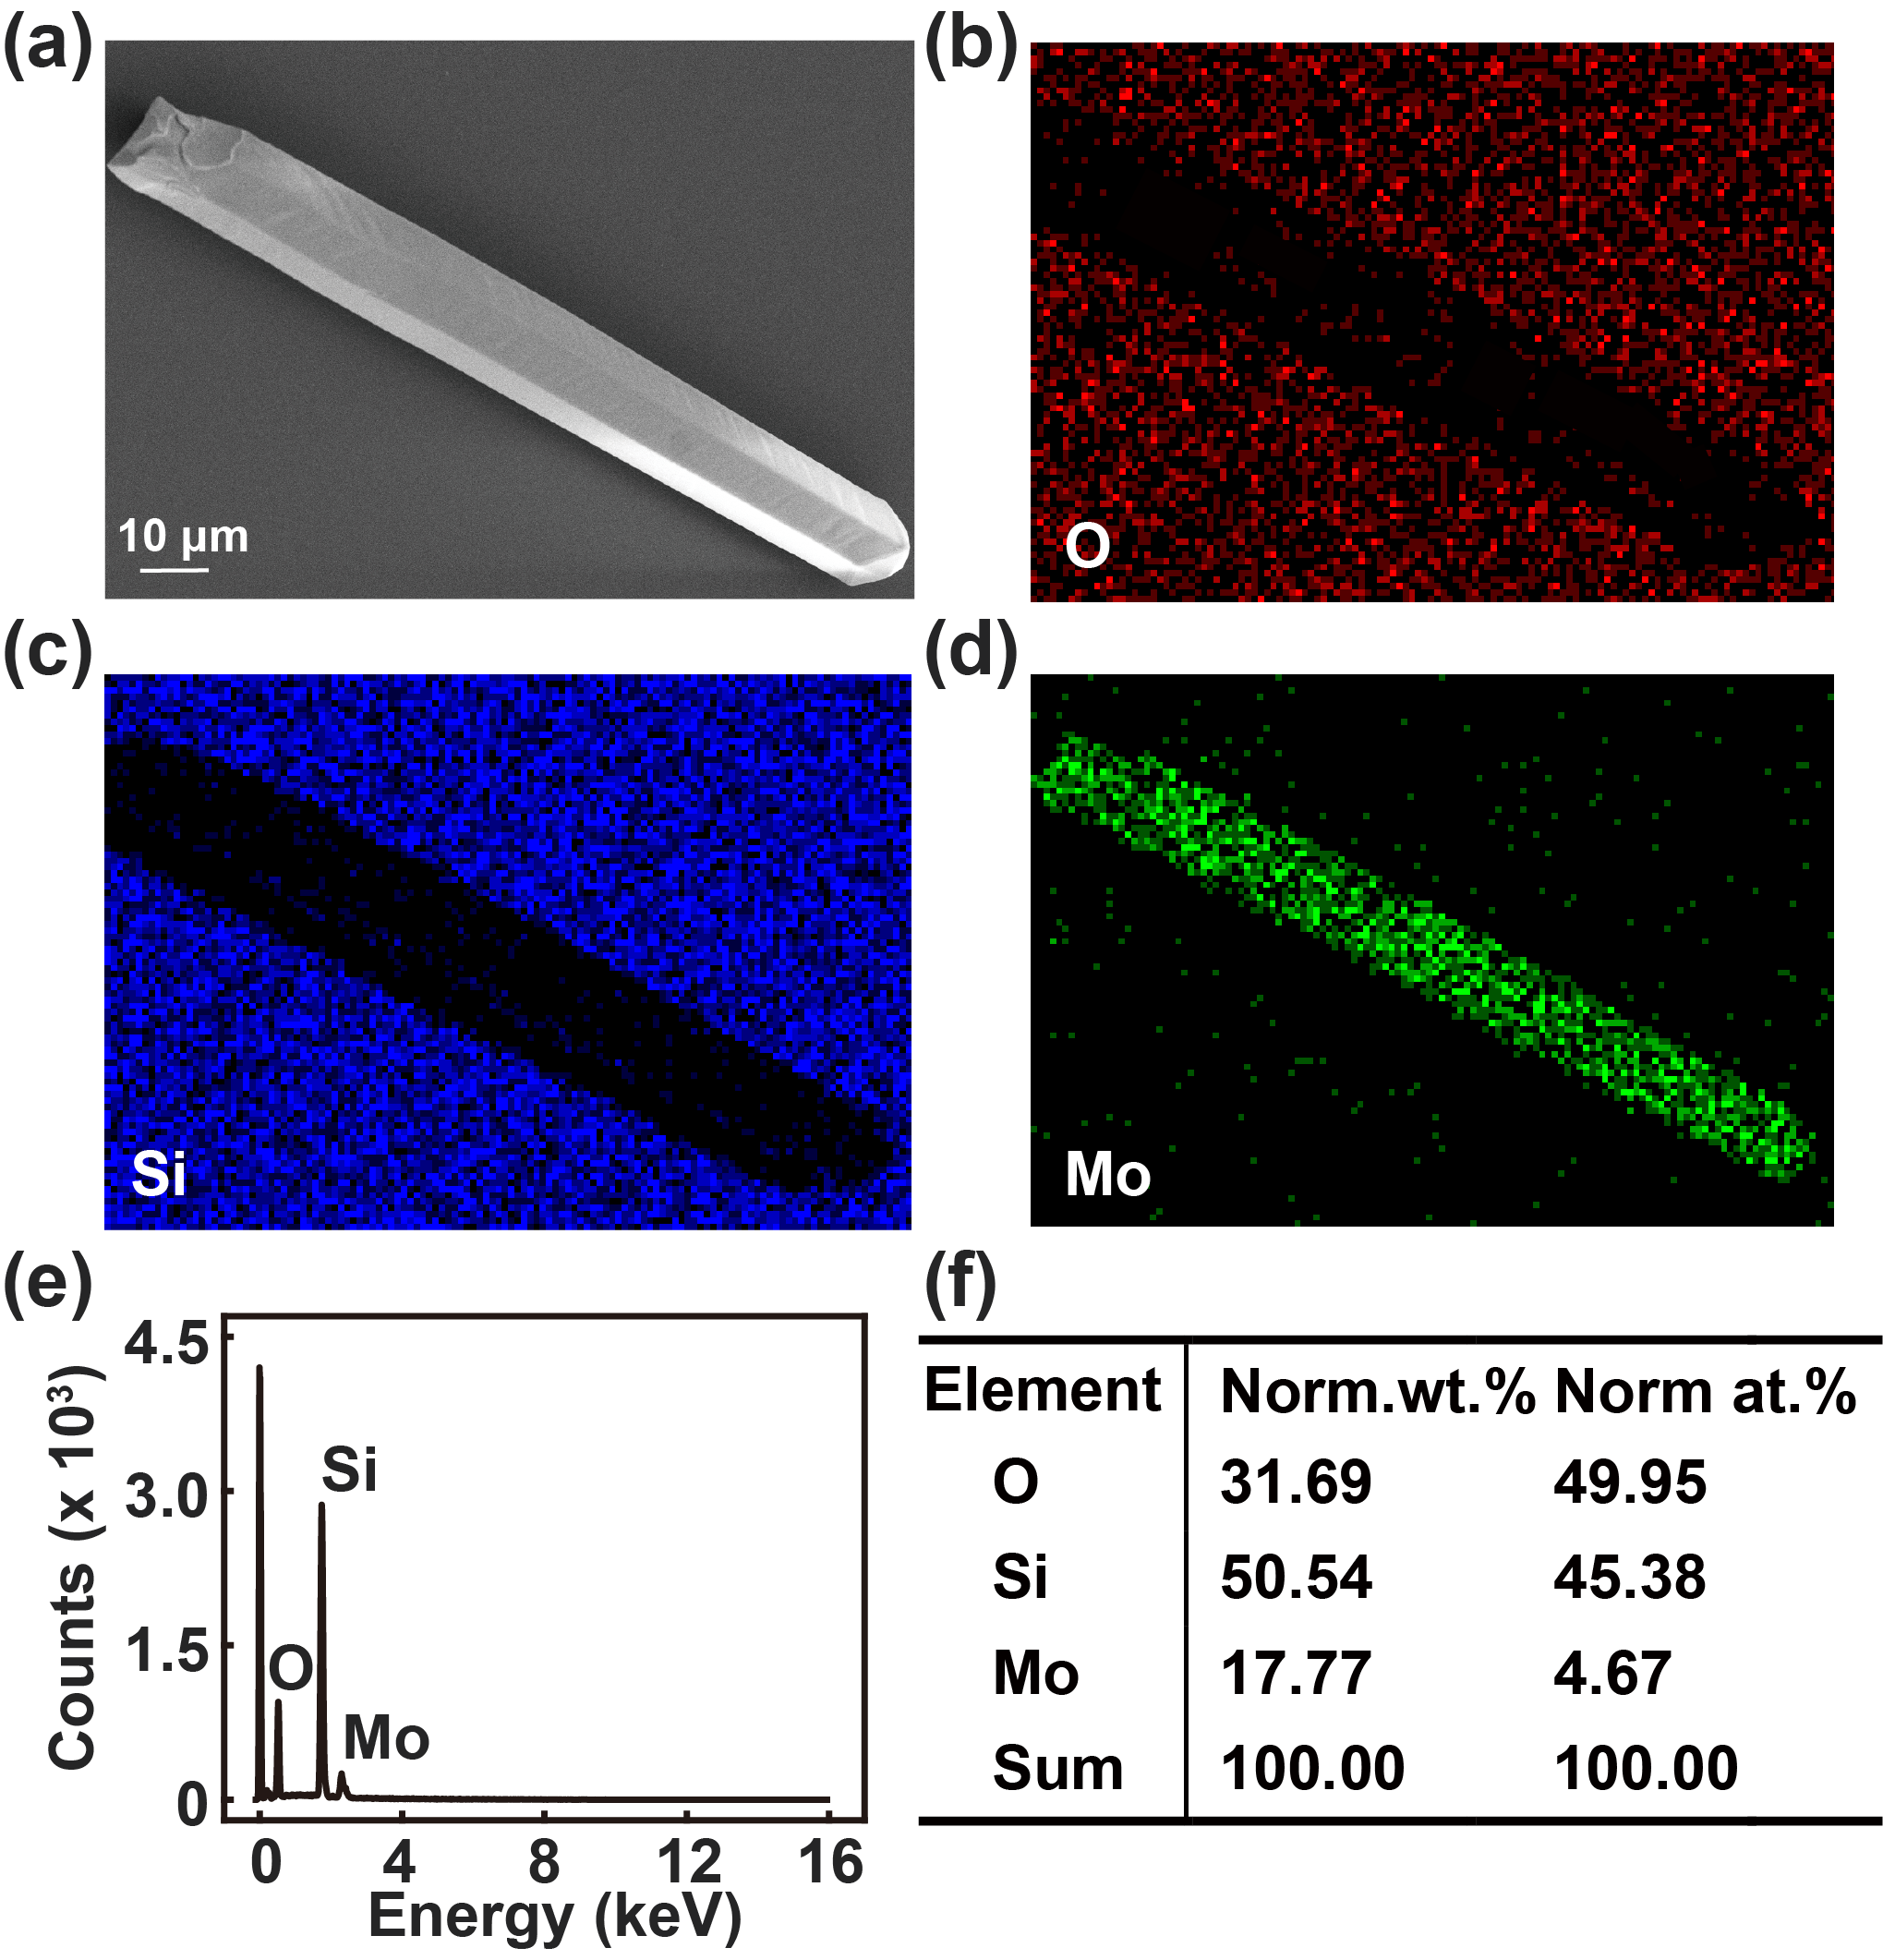 (a)
10 μm
(b)
O
(c)
Si
(d)
Mo
(e)
4.5
3.0
1.5
0
Counts (x 10³)
Si
O
Mo
0 4 8 12 16
Energy (keV)
(f)
Element Norm.wt.% Norm at.%
O 31.69 49.95
Si 50.54 45.38
Mo 17.77 4.67
Sum 100.00 100.00